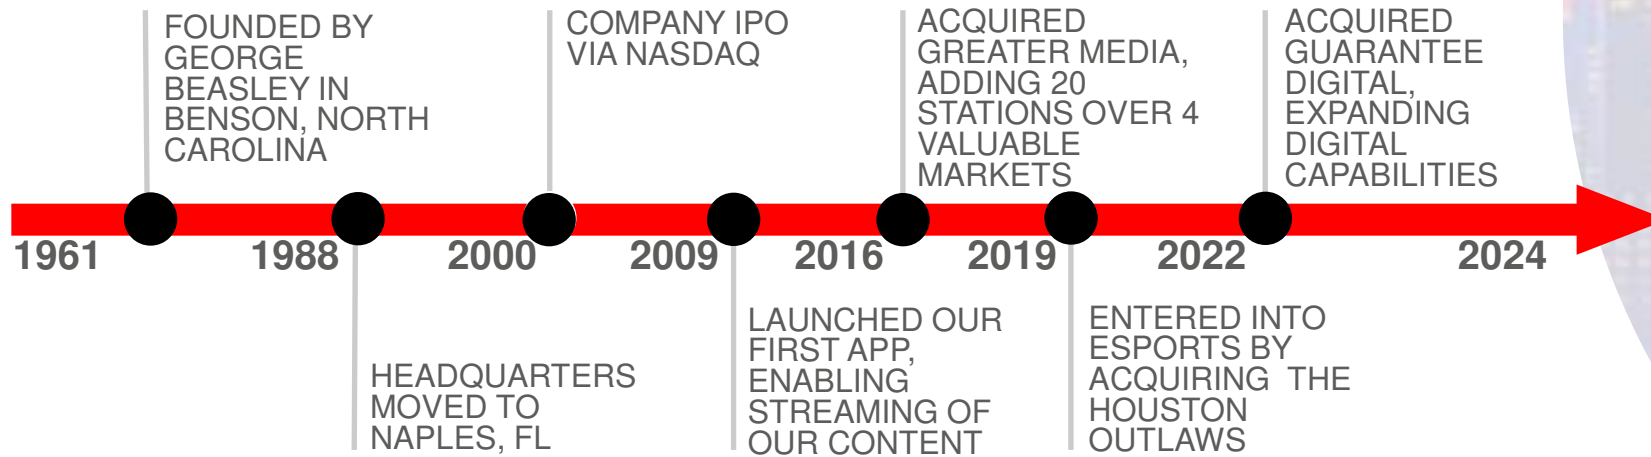 FOUNDED BY
GEORGE
BEASLEY IN
BENSON, NORTH
CAROLINA
COMPANY IPO
VIA NASDAQ
ACQUIRED
GREATER MEDIA,
ADDING 20
STATIONS OVER 4
VALUABLE
MARKETS
ACQUIRED
GUARANTEE
DIGITAL,
EXPANDING
DIGITAL
CAPABILITIES
1961 1988 2000 2009 2016 2019 2022 2024
HEADQUARTERS
MOVED TO
NAPLES, FL
LAUNCHED OUR
FIRST APP,
ENABLING
STREAMING OF
OUR CONTENT
ENTERED INTO
ESPORTS BY
ACQUIRING THE
HOUSTON
OUTLAWS